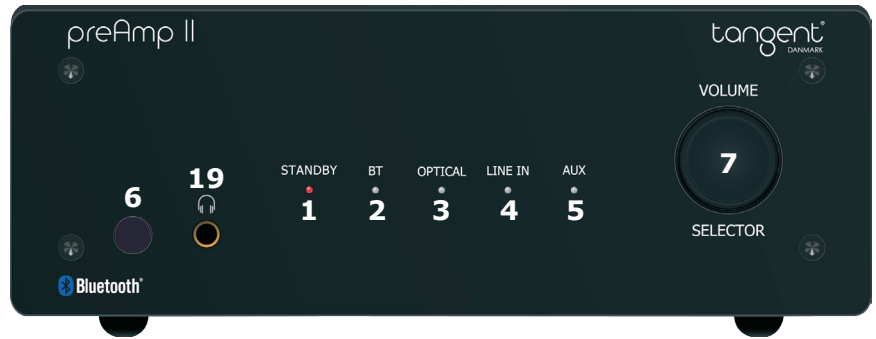 preAmp II
tangent®
DANMARK
VOLUME
7
SELECTOR
STANDBY BT OPTICAL LINE IN AUX
1 2 3 4 5
19
6
Bluetooth®